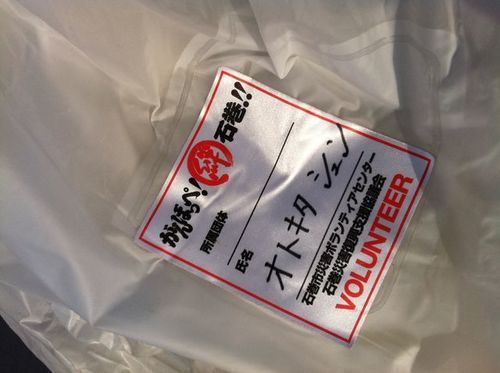 がんばっぺ!絆石巻!!
所属団体
氏名
オトキタ シュン
石巻市災害ボランティアセンター
石巻災害復興支援協議会
VOLUNTEER